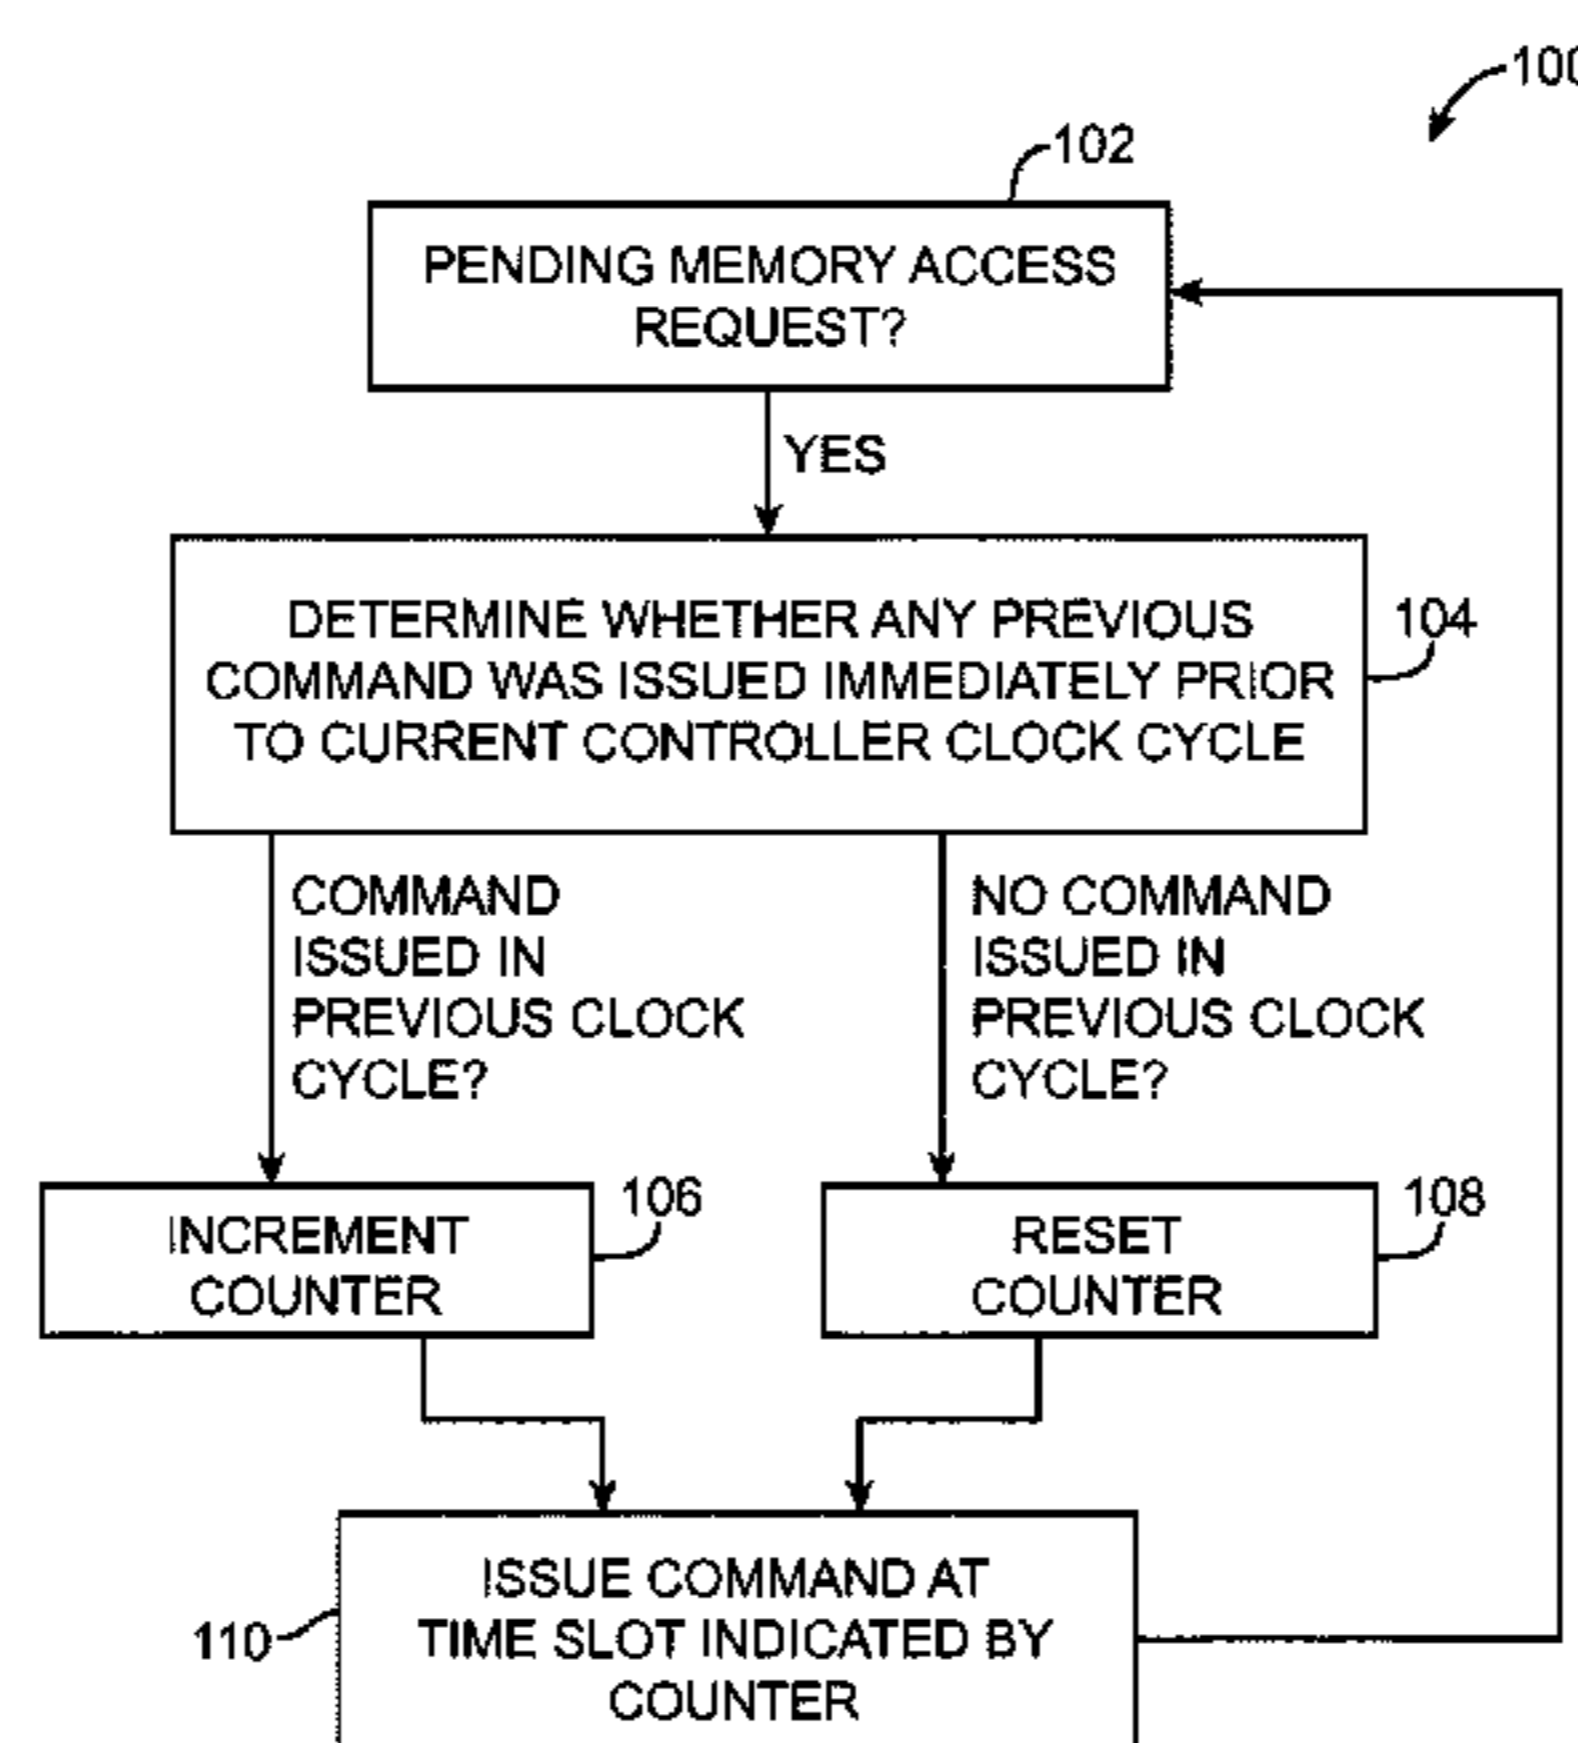 102
PENDING MEMORY ACCESS
REQUEST?
YES
DETERMINE WHETHER ANY PREVIOUS
COMMAND WAS ISSUED IMMEDIATELY PRIOR
TO CURRENT CONTROLLER CLOCK CYCLE
104
COMMAND
ISSUED IN
PREVIOUS CLOCK
CYCLE?
NO COMMAND
ISSUED IN
PREVIOUS CLOCK
CYCLE?
INCREMENT
COUNTER
106
RESET
COUNTER
108
110
ISSUE COMMAND AT
TIME SLOT INDICATED BY
COUNTER